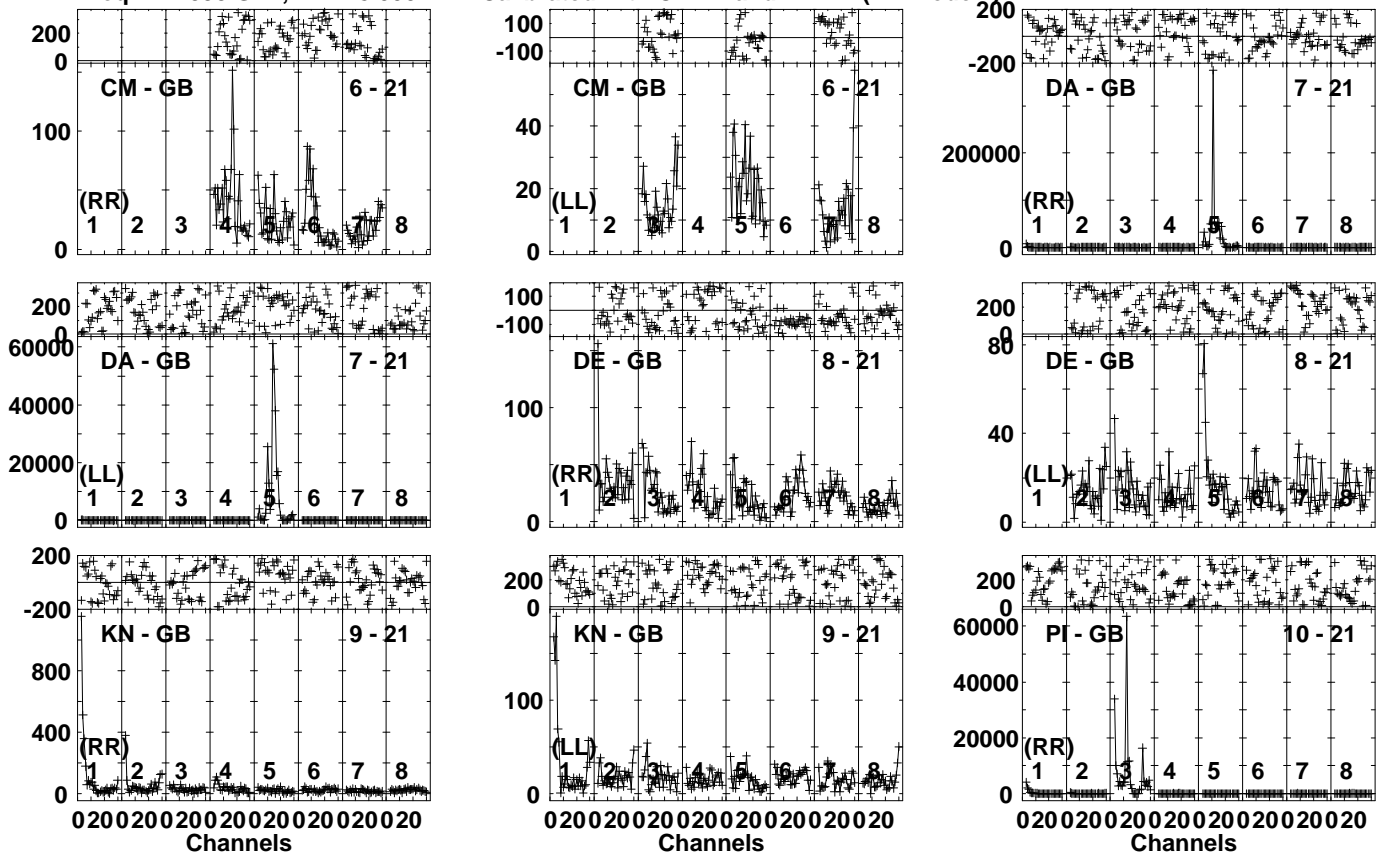 200
0
CM - GB 6 - 21
100
(RR)
0
1 2 3 4 5 6 7 8
100
-100
CM - GB 6 - 21
40
20
(LL)
0
1 2 3 4 5 6 7 8
200
-200
DA - GB 7 - 21
200000
(RR)
0
1 2 3 4 5 6 7 8
200
0
60000
DA - GB 7 - 21
40000
20000
(LL)
0
1 2 3 4 5 6 7 8
100
-100
DE - GB 8 - 21
100
(RR)
0
1 2 3 4 5 6 7 8
200
0
80
DE - GB 8 - 21
40
(LL)
0
1 2 3 4 5 6 7 8
200
-200
KN - GB 9 - 21
800
400
(RR)
0
1 2 3 4 5 6 7 8
0 20 0 20 0 20 0 20 0 20 0 20 0 20 0 20
Channels
200
0
KN - GB 9 - 21
100
(LL)
0
1 2 3 4 5 6 7 8
0 20 0 20 0 20 0 20 0 20 0 20 0 20 0 20
Channels
200
0
60000
PI - GB 10 - 21
40000
20000
(RR)
0
1 2 3 4 5 6 7 8
0 20 0 20 0 20 0 20 0 20 0 20 0 20 0 20
Channels